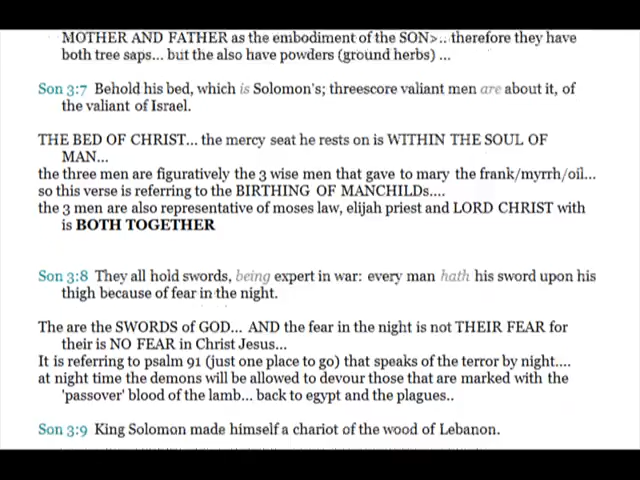 MOTHER AND FATHER as the embodiment of the SON>.. therefore they have
both tree saps... but the also have powders (ground herbs) ...
Son 3:7 Behold his bed, which is Solomon's; threescore valiant men are about it, of
the valiant of Israel.
THE BED OF CHRIST... the mercy seat he rests on is WITHIN THE SOUL OF
MAN...
the three men are figuratively the 3 wise men that gave to mary the frank/myrrh/oil...
so this verse is referring to the BIRTHING OF MANCHILDs....
the 3 men are also representative of moses law, elijah priest and LORD CHRIST with
is BOTH TOGETHER
Son 3:8 They all hold swords, being expert in war: every man hath his sword upon his
thigh because of fear in the night.
The are the SWORDS of GOD... AND the fear in the night is not THEIR FEAR for
their is NO FEAR in Christ Jesus...
It is referring to psalm 91 (just one place to go) that speaks of the terror by night....
at night time the demons will be allowed to devour those that are marked with the
'passover' blood of the lamb... back to egypt and the plagues..
Son 3:9 King Solomon made himself a chariot of the wood of Lebanon.